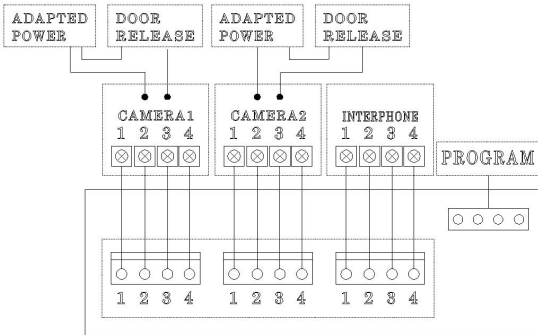 ADAPTED
POWER
DOOR
RELEASE
ADAPTED
POWER
DOOR
RELEASE
CAMERA1
1 2 3 4
CAMERA2
1 2 3 4
INTERPHONE
1 2 3 4
PROGRAM
1 2 3 4
1 2 3 4
1 2 3 4